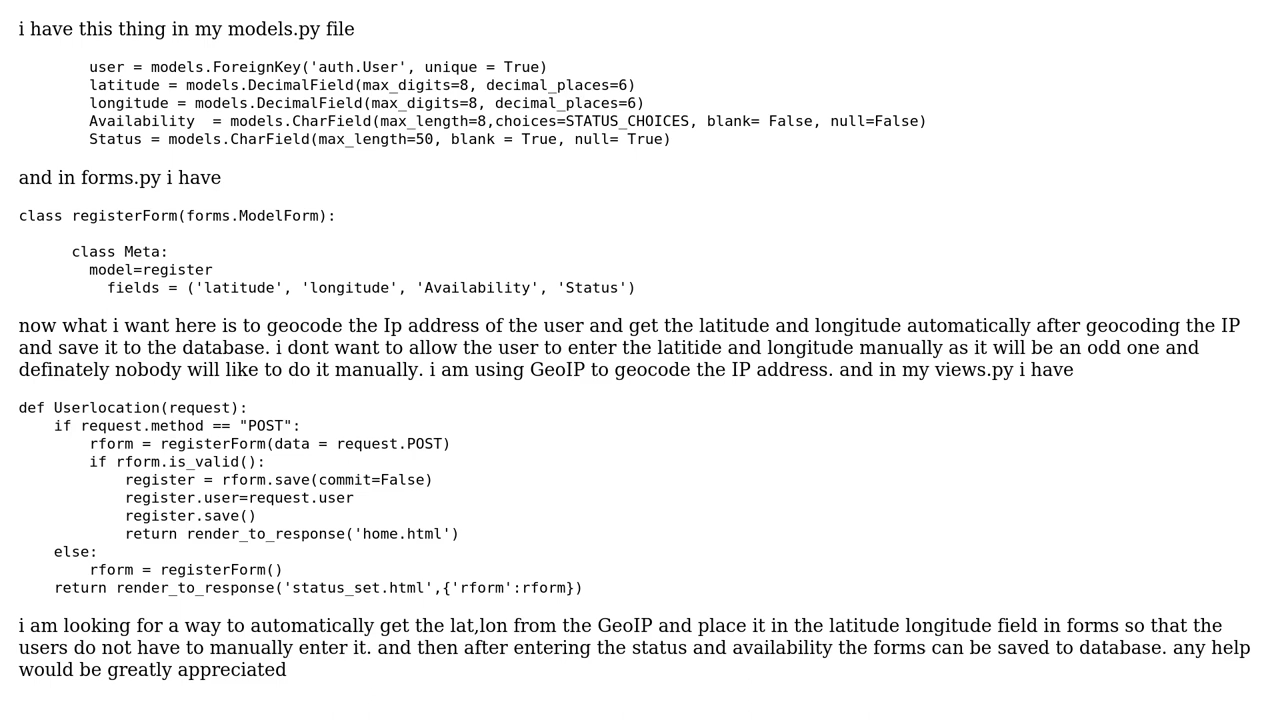 i have this thing in my models.py file
user = models.ForeignKey('auth.User', unique = True)
latitude = models.DecimalField(max_digits=8, decimal_places=6)
longitude = models.DecimalField(max_digits=8, decimal_places=6)
Availability  = models.CharField(max_length=8,choices=STATUS_CHOICES, blank= False, null=False)
Status = models.CharField(max_length=50, blank = True, null= True)
and in forms.py i have
class registerForm(forms.ModelForm):
class Meta:
model=register
fields = ('latitude', 'longitude', 'Availability', 'Status')
now what i want here is to geocode the Ip address of the user and get the latitude and longitude automatically after geocoding the IP
and save it to the database. i dont want to allow the user to enter the latitide and longitude manually as it will be an odd one and
definately nobody will like to do it manually. i am using GeoIP to geocode the IP address. and in my views.py i have
def Userlocation(request):
if request.method == "POST":
rform = registerForm(data = request.POST)
if rform.is_valid():
register = rform.save(commit=False)
register.user=request.user
register.save()
return render_to_response('home.html')
else:
rform = registerForm()
return render_to_response('status_set.html',{'rform':rform})
i am looking for a way to automatically get the lat,lon from the GeoIP and place it in the latitude longitude field in forms so that the
users do not have to manually enter it. and then after entering the status and availability the forms can be saved to database. any help
would be greatly appreciated